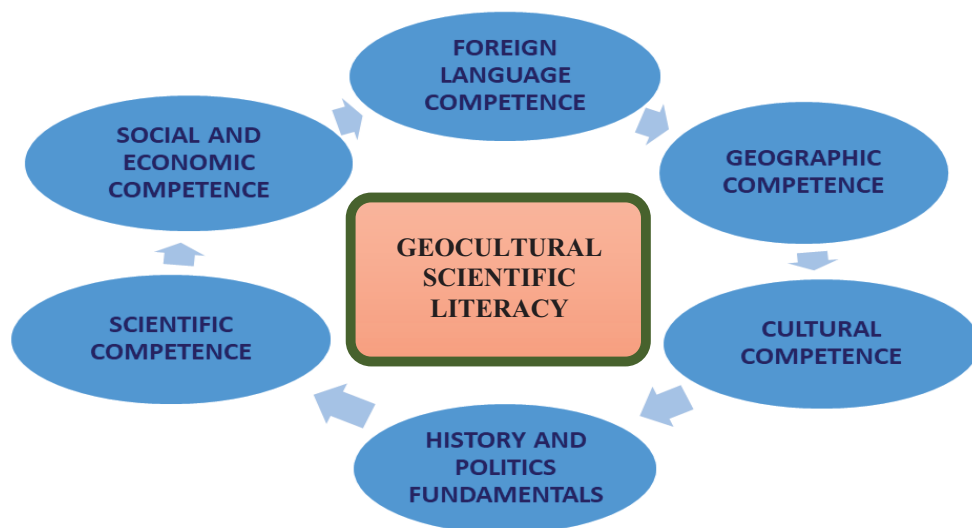 FOREIGN
LANGUAGE
COMPETENCE
GEOGRAPHIC
COMPETENCE
CULTURAL
COMPETENCE
HISTORY AND
POLITICS
FUNDAMENTALS
SCIENTIFIC
COMPETENCE
SOCIAL AND
ECONOMIC
COMPETENCE
GEOCULTURAL
SCIENTIFIC
LITERACY